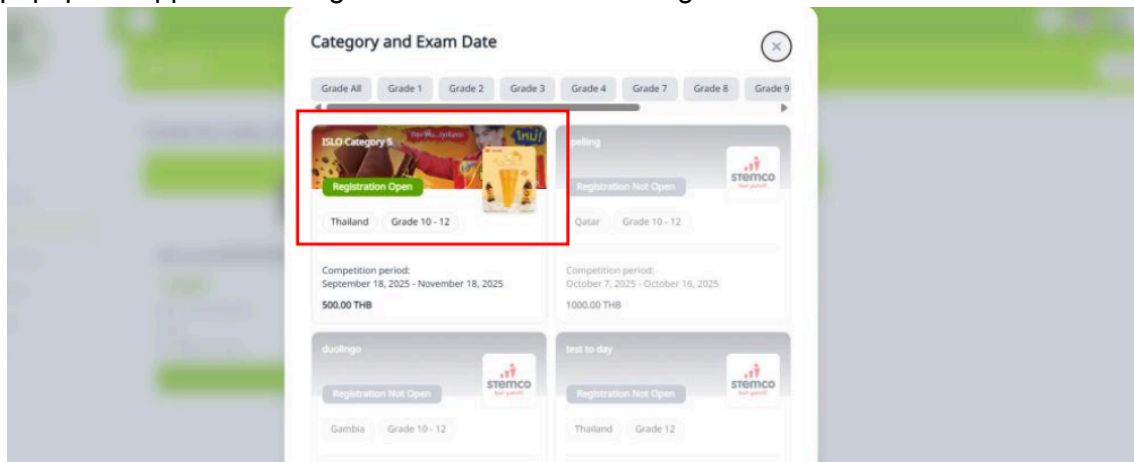 Category and Exam Date
Grade All Grade 1 Grade 2 Grade 3 Grade 4 Grade 7 Grade 8 Grade 9
ISLO Category 5
ใหม่!
Registration Open
Thailand Grade 10 - 12
Competition period:
September 18, 2025 - November 18, 2025
500.00 THB
pelling
stemco
Registration Not Open
Qatar Grade 10 - 12
Competition period:
October 7, 2025 - October 16, 2025
1000.00 THB
duolingo
stemco
Registration Not Open
Gambia Grade 10 - 12
test to day
stemco
Registration Not Open
Thailand Grade 12